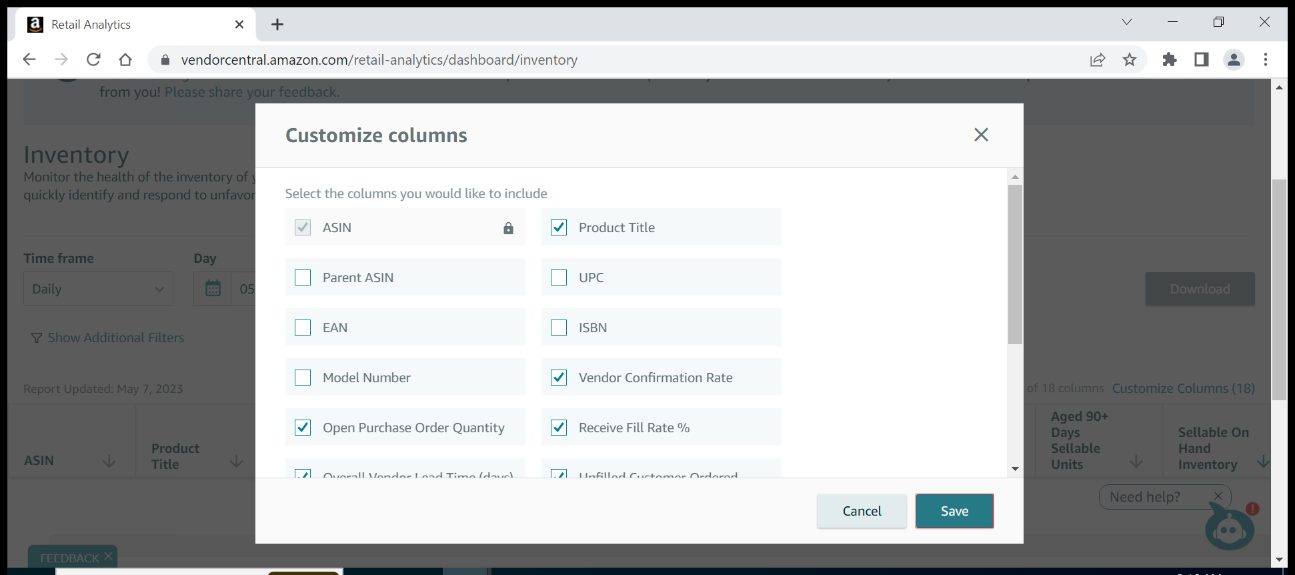 Retail Analytics
vendorcentral.amazon.com/retail-analytics/dashboard/inventory
from you! Please share your feedback.
Customize columns
Inventory
Monitor the health of the inventory of
quickly identify and respond to unfavor
Select the columns you would like to include
ASIN
Product Title
Time frame
Day
Parent ASIN
UPC
Daily
05
Download
EAN
ISBN
Show Additional Filters
Model Number
Vendor Confirmation Rate
Report Updated: May 7, 2023
of 18 columns Customize Columns (18)
Open Purchase Order Quantity
Receive Fill Rate %
ASIN
Product
Title
Aged 90+
Days
Sellable
Units
Sellable On
Hand
Inventory
Overall Vendor Lead Time (days)
Unfilled Customer Ordered
Cancel
Save
Need help?
FEEDBACK